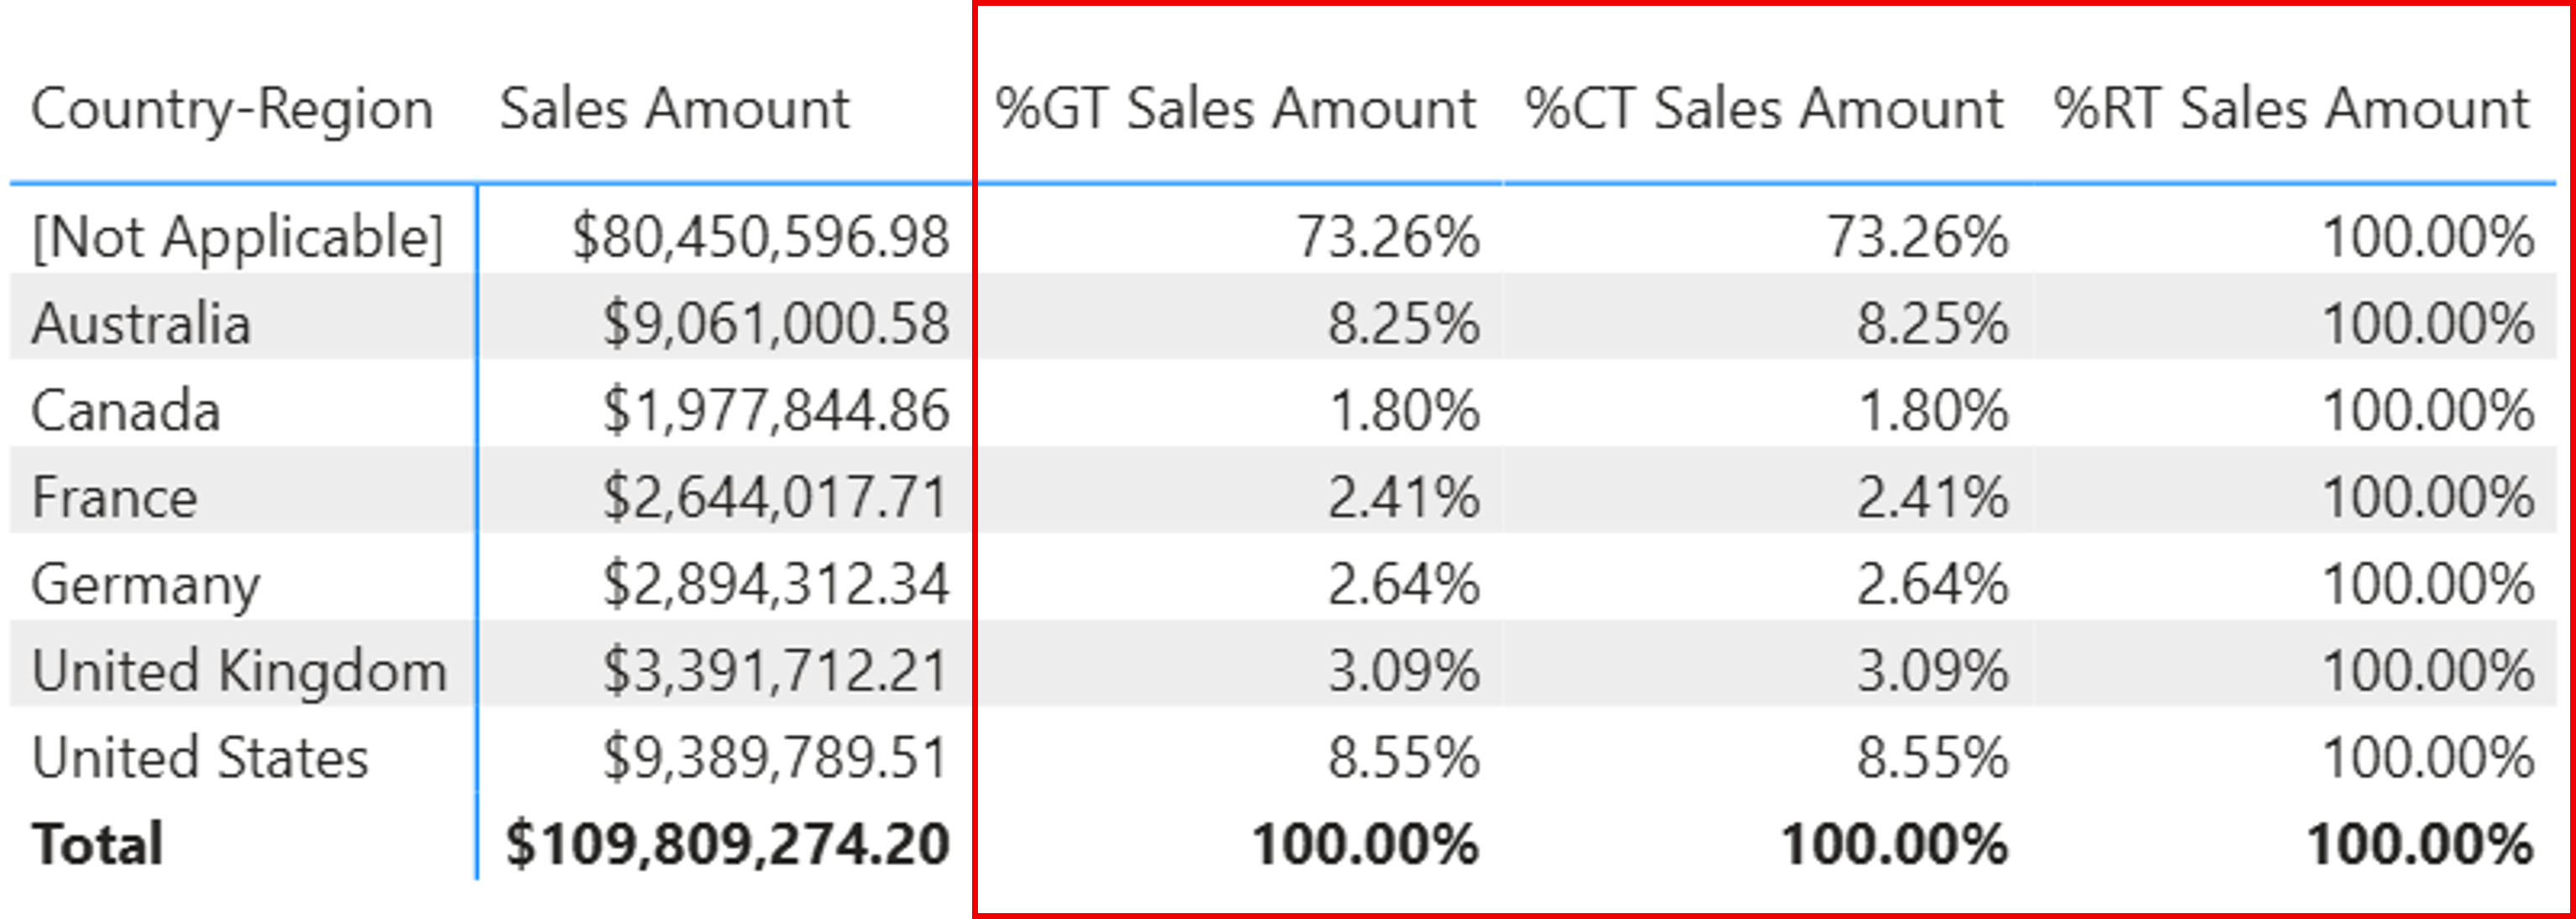 Country-Region Sales Amount %GT Sales Amount %CT Sales Amount %RT Sales Amount
[Not Applicable] $80,450,596.98 73.26% 73.26% 100.00%
Australia $9,061,000.58 8.25% 8.25% 100.00%
Canada $1,977,844.86 1.80% 1.80% 100.00%
France $2,644,017.71 2.41% 2.41% 100.00%
Germany $2,894,312.34 2.64% 2.64% 100.00%
United Kingdom $3,391,712.21 3.09% 3.09% 100.00%
United States $9,389,789.51 8.55% 8.55% 100.00%
Total $109,809,274.20 100.00% 100.00% 100.00%